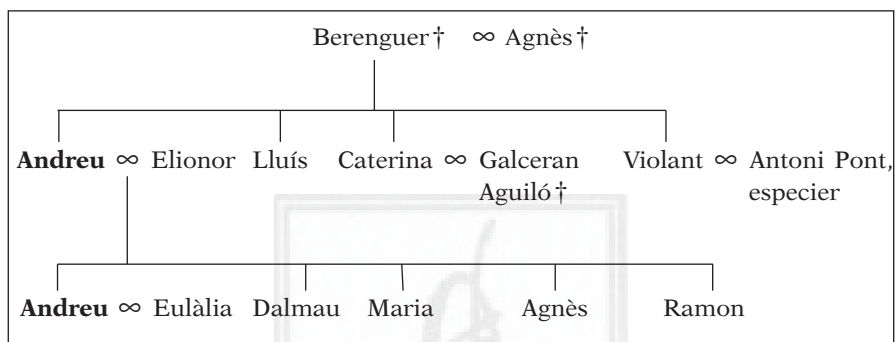 Berenguer† ∞ Agnès†
Andreu ∞ Elionor Lluís Caterina ∞ Galceran Violant ∞ Antoni Pont,
Aguiló† especier
Andreu ∞ Eulàlia Dalmau Maria Agnès Ramon